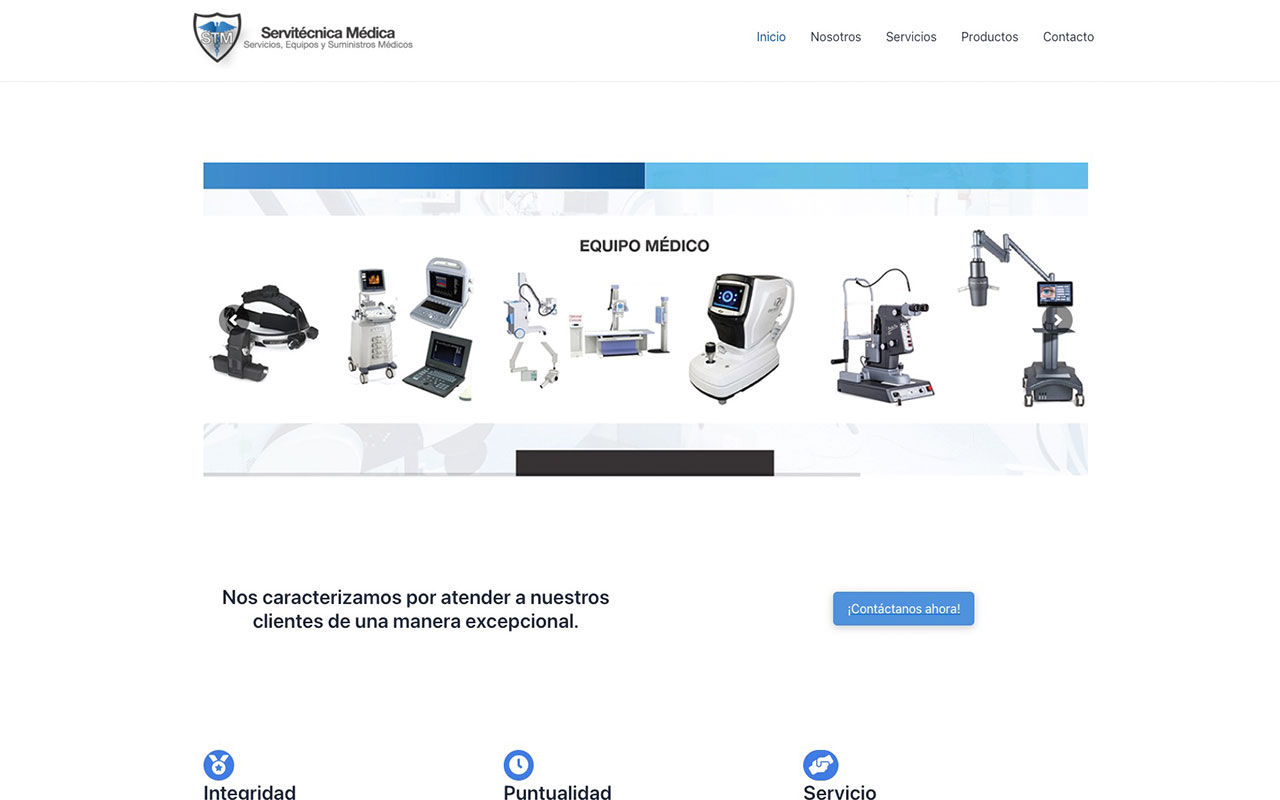 STM
Servitécnica Médica
Servicios, Equipos y Suministros Médicos
Inicio
Nosotros
Servicios
Productos
Contacto
EQUIPO MÉDICO
Nos caracterizamos por atender a nuestros
clientes de una manera excepcional.
¡Contáctanos ahora!
Integridad
Puntualidad
Servicio